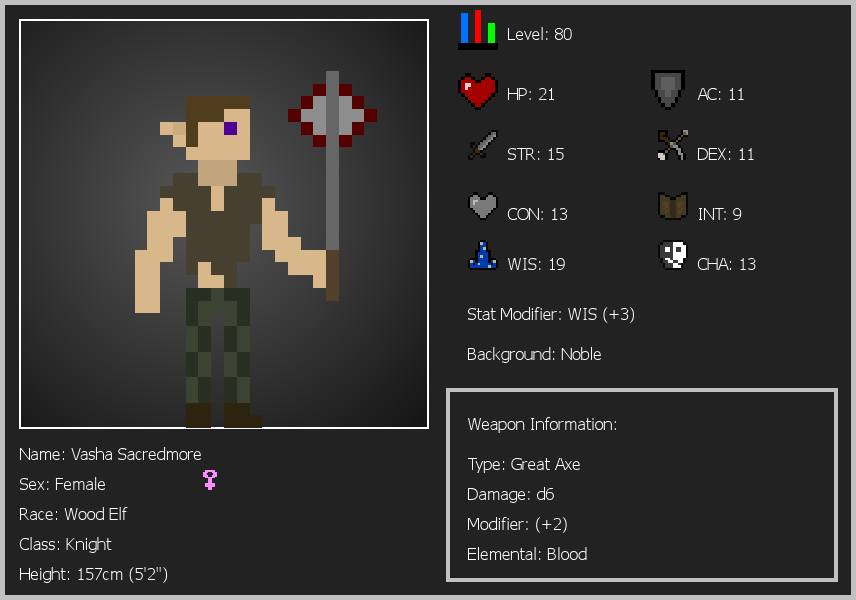 Level: 80
HP: 21
AC: 11
STR: 15
DEX: 11
CON: 13
INT: 9
WIS: 19
CHA: 13
Stat Modifier: WIS (+3)
Background: Noble
Weapon Information:
Type: Great Axe
Damage: d6
Modifier: (+2)
Elemental: Blood
Name: Vasha Sacredmore
Sex: Female
Race: Wood Elf
Class: Knight
Height: 157cm (5'2")